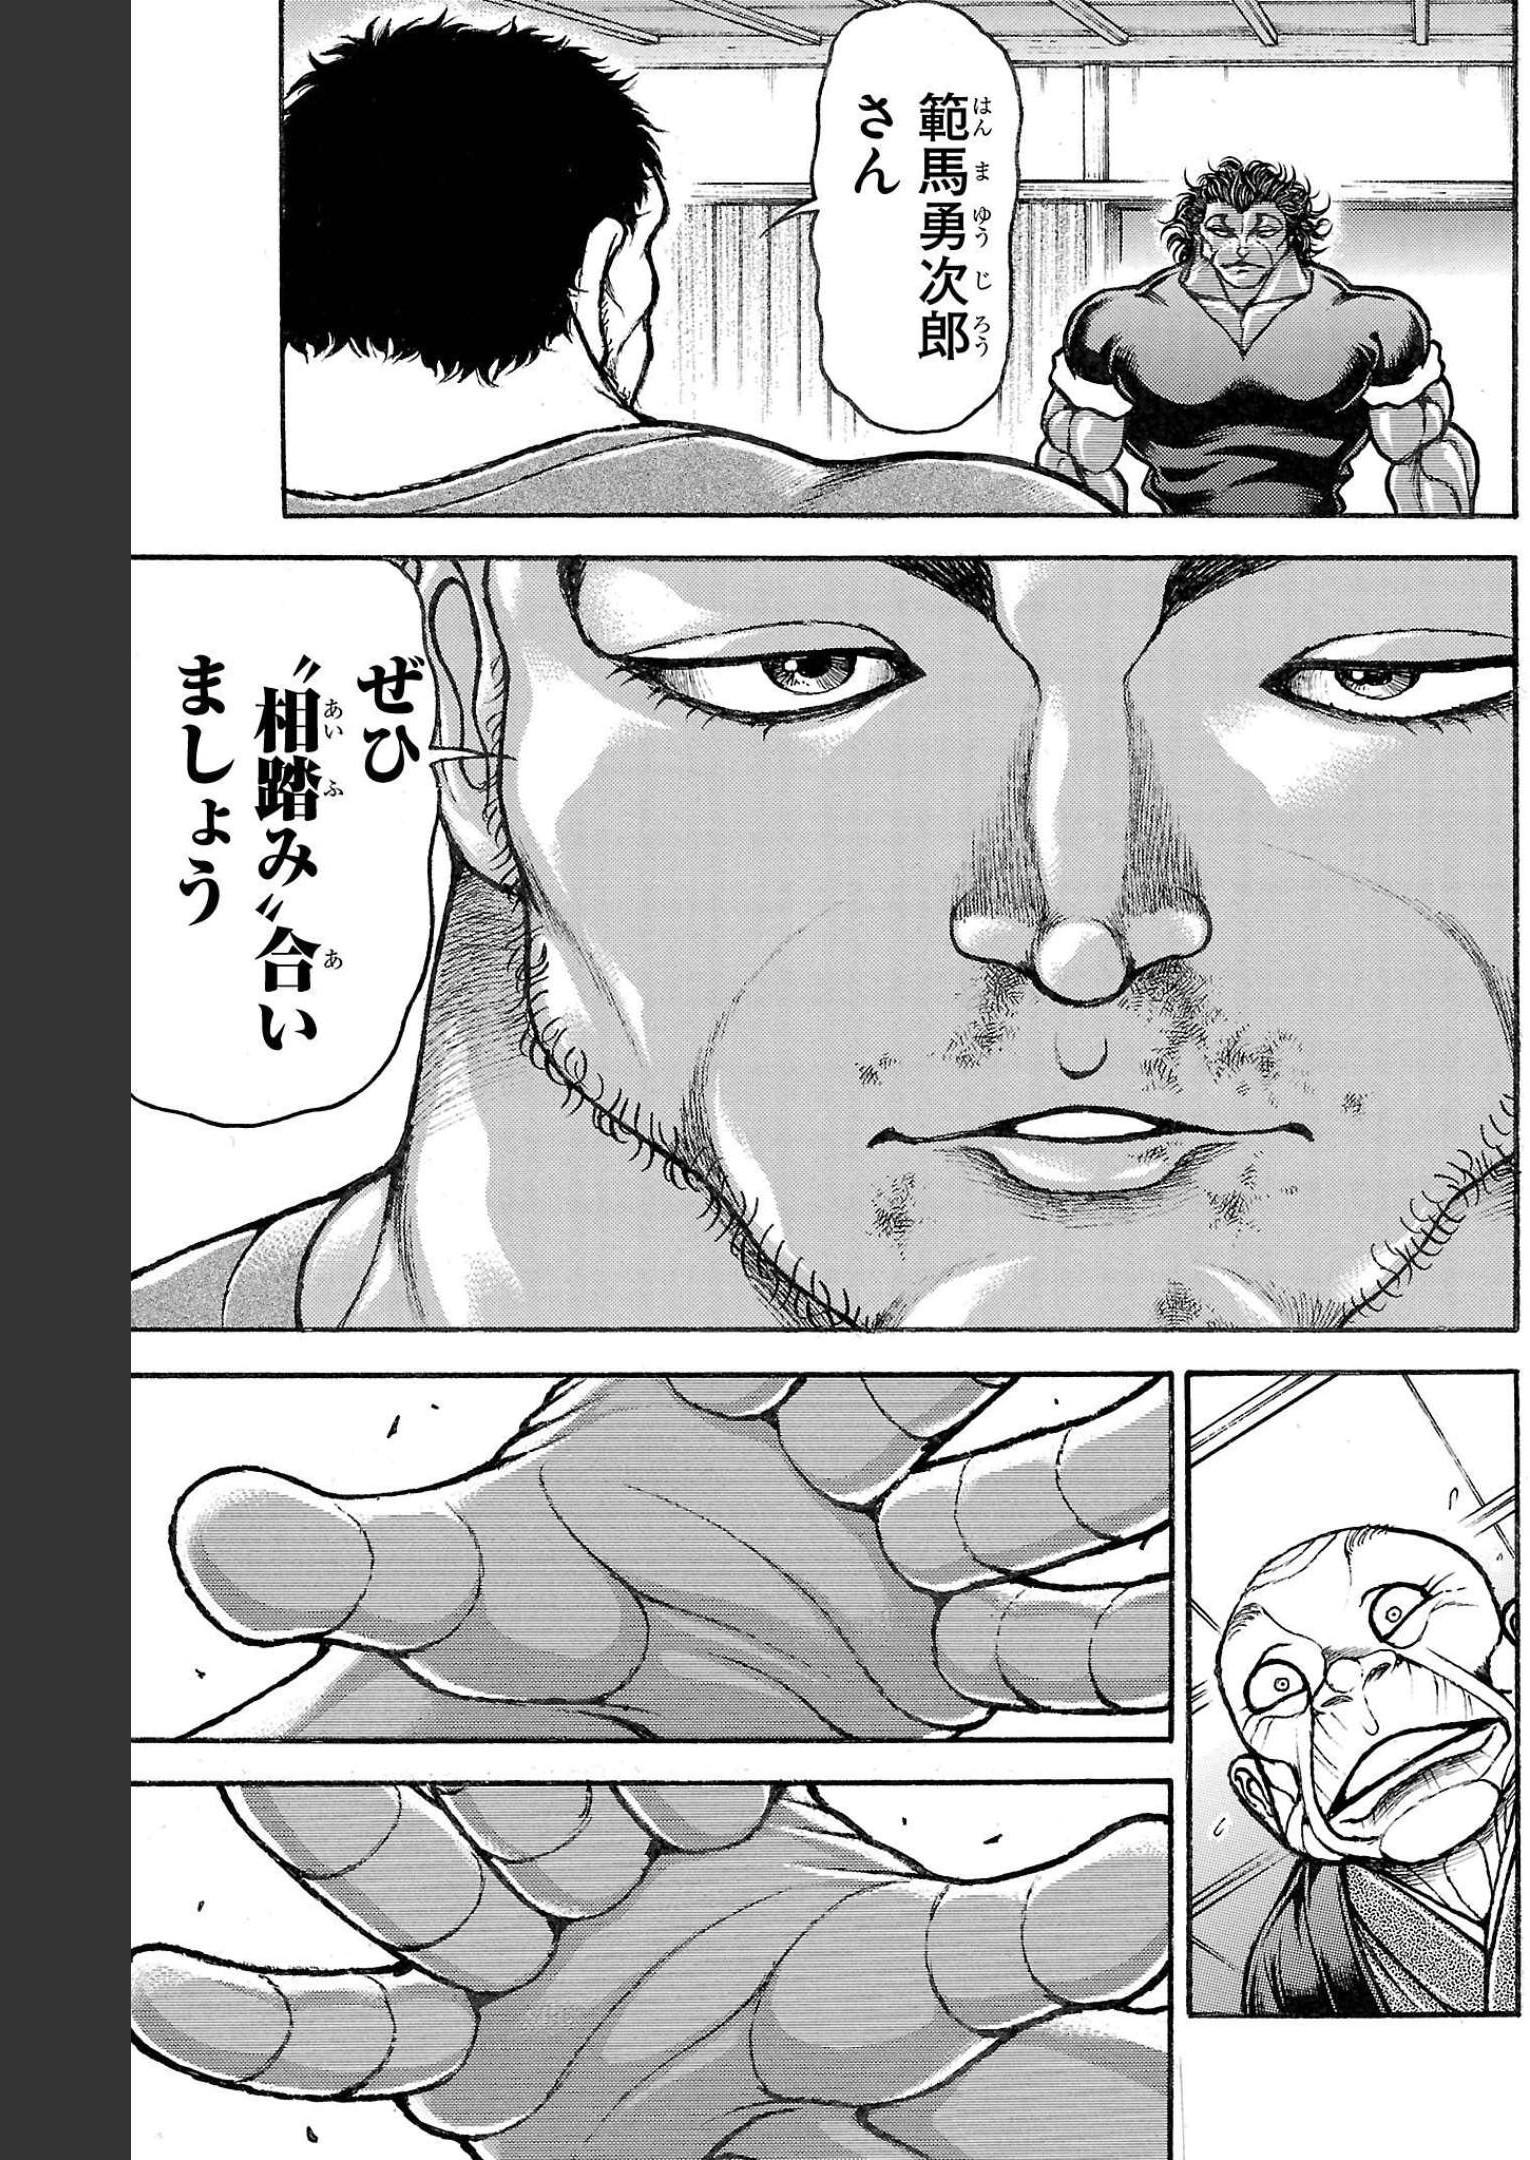 範馬勇次郎
さん
ぜひ
〝相踏み〟合い
ましょう